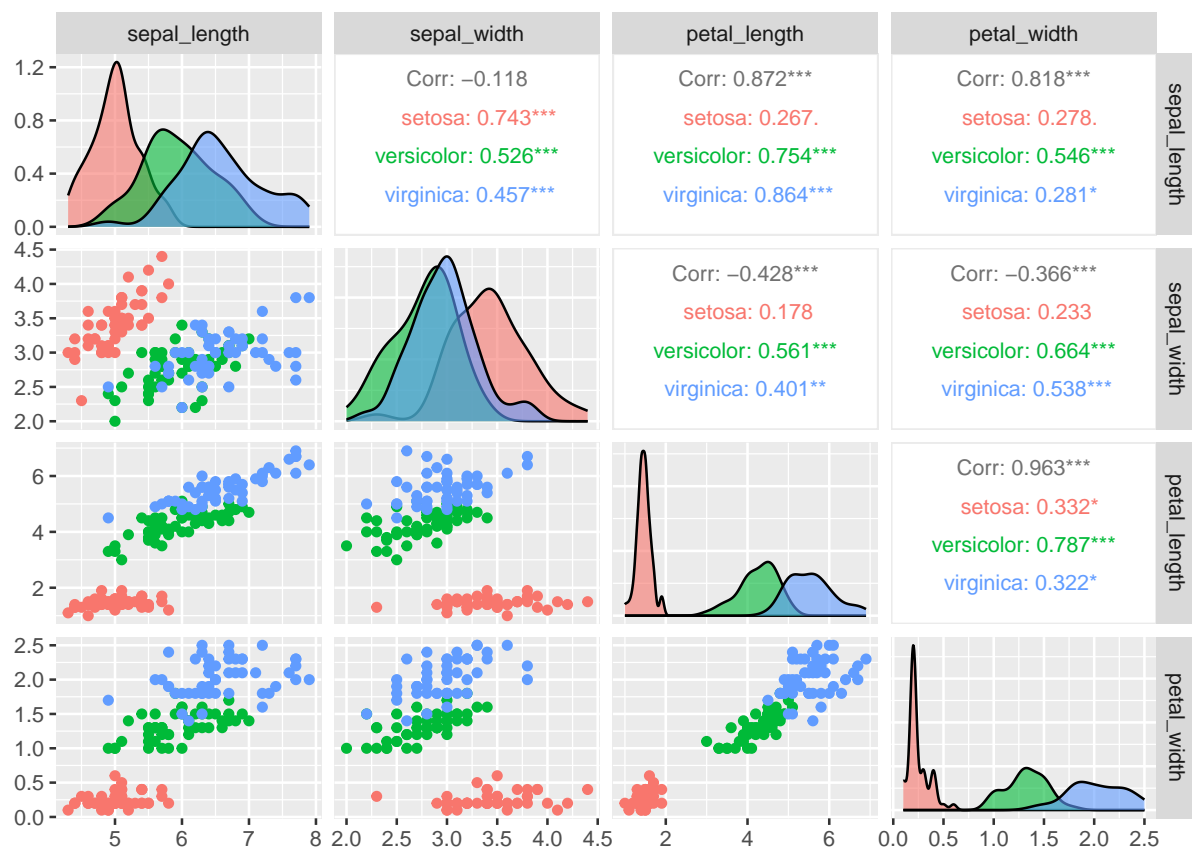 sepal_length
sepal_width
petal_length
petal_width
1.2
0.8
0.4
0.0
Corr: −0.118
setosa: 0.743***
versicolor: 0.526***
virginica: 0.457***
Corr: 0.872***
setosa: 0.267.
versicolor: 0.754***
virginica: 0.864***
Corr: 0.818***
setosa: 0.278.
versicolor: 0.546***
virginica: 0.281*
sepal_length
4.5
4.0
3.5
3.0
2.5
2.0
Corr: −0.428***
setosa: 0.178
versicolor: 0.561***
virginica: 0.401**
Corr: −0.366***
setosa: 0.233
versicolor: 0.664***
virginica: 0.538***
sepal_width
6
4
2
Corr: 0.963***
setosa: 0.332*
versicolor: 0.787***
virginica: 0.322*
petal_length
2.5
2.0
1.5
1.0
0.5
0.0
petal_width
5 6 7 8
2.0 2.5 3.0 3.5 4.0 4.5
2 4 6
0.0 0.5 1.0 1.5 2.0 2.5